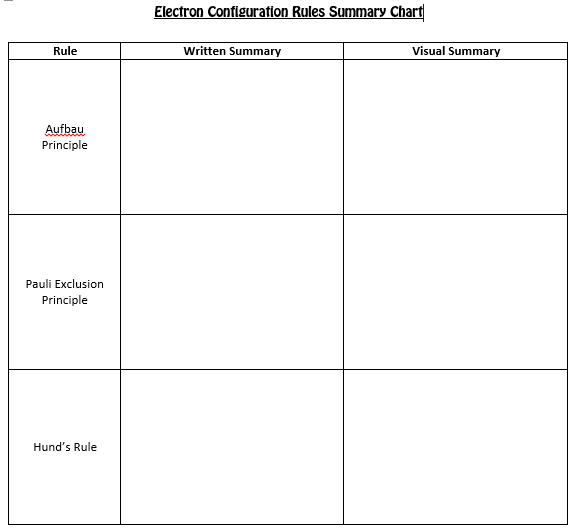 Electron Configuration Rules Summary Chart
Rule Written Summary Visual Summary
Aufbau
Principle
Pauli Exclusion
Principle
Hund's Rule